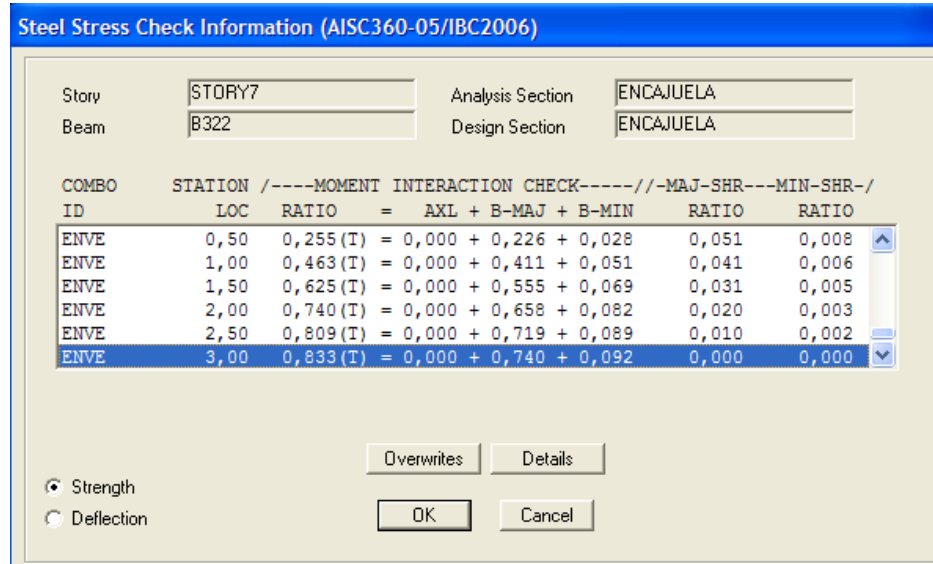 Steel Stress Check Information (AISC360-05/IBC2006)
Story STORY7 Analysis Section ENCAJUELA
Beam B322 Design Section ENCAJUELA
COMBO STATION /----MOMENT INTERACTION CHECK-----//-MAJ-SHR---MIN-SHR-/
ID LOC RATIO = AXL + B-MAJ + B-MIN RATIO RATIO
ENVE 0,50 0,255(T) = 0,000 + 0,226 + 0,028 0,051 0,008
ENVE 1,00 0,463(T) = 0,000 + 0,411 + 0,051 0,041 0,006
ENVE 1,50 0,625(T) = 0,000 + 0,555 + 0,069 0,031 0,005
ENVE 2,00 0,740(T) = 0,000 + 0,658 + 0,082 0,020 0,003
ENVE 2,50 0,809(T) = 0,000 + 0,719 + 0,089 0,010 0,002
ENVE 3,00 0,833(T) = 0,000 + 0,740 + 0,092 0,000 0,000
Overwrites Details
Strength
Deflection OK Cancel